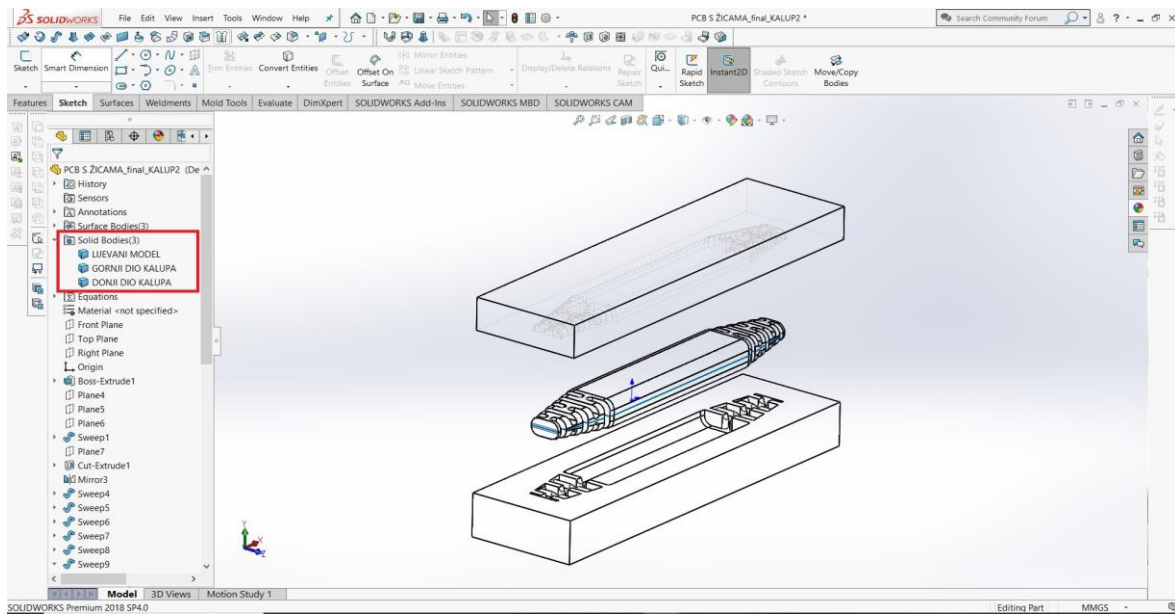 SOLIDWORKS File Edit View Insert Tools Window Help PCB S ŽICAMA_final_KALUP2 * Search Community Forum
Sketch Smart Dimension Trim Entities Convert Entities Offset Entities Offset On Surface Mirror Entities Linear Sketch Pattern Move Entities Display/Delete Relations Repair Sketch Qui... Rapid Sketch Instant2D Shaded Sketch Contours Move/Copy Bodies
Features Sketch Surfaces Weldments Mold Tools Evaluate DimXpert SOLIDWORKS Add-Ins SOLIDWORKS MBD SOLIDWORKS CAM
PCB S ŽICAMA_final_KALUP2 (De
History
Sensors
Annotations
Surface Bodies(3)
Solid Bodies(3)
LIJEVANI MODEL
GORNJI DIO KALUPA
DONJI DIO KALUPA
Equations
Material <not specified>
Front Plane
Top Plane
Right Plane
Origin
Boss-Extrude1
Plane4
Plane5
Plane6
Sweep1
Plane7
Cut-Extrude1
Mirror3
Sweep4
Sweep5
Sweep6
Sweep7
Sweep8
Sweep9
Y
X
Z
Model 3D Views Motion Study 1
SOLIDWORKS Premium 2018 SP4.0 Editing Part MMGS